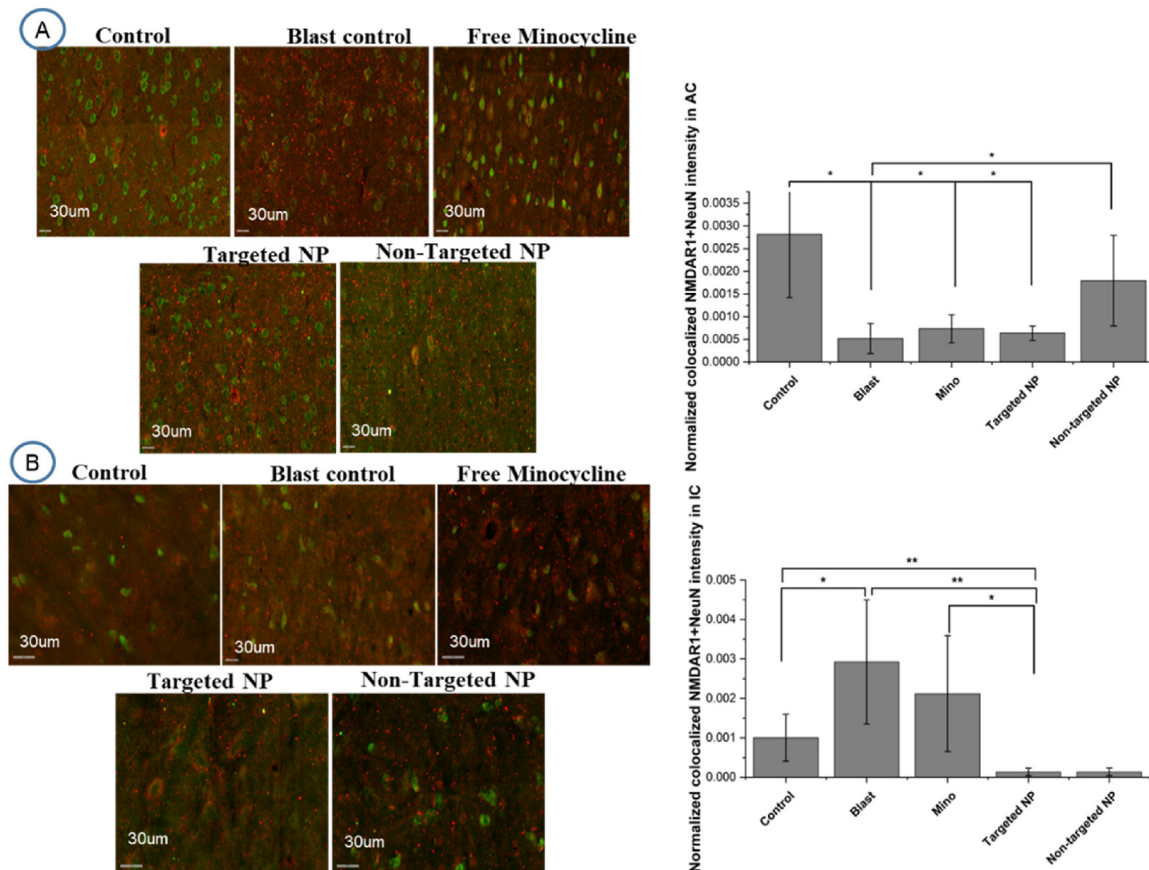 A
Control
Blast control
Free Minocycline
30um
30um
30um
Targeted NP
Non-Targeted NP
30um
30um
Normalized colocalized NMDAR1+NeuN intensity in AC
0.0035
0.0030
0.0025
0.0020
0.0015
0.0010
0.0005
0.0000
*
*
*
*
Control
Blast
Mino
Targeted NP
Non-targeted NP
B
Control
Blast control
Free Minocycline
30um
30um
30um
Targeted NP
Non-Targeted NP
30um
30um
Normalized colocalized NMDAR1+NeuN intensity in IC
0.005
0.004
0.003
0.002
0.001
0.000
**
*
**
*
Control
Blast
Mino
Targeted NP
Non-targeted NP